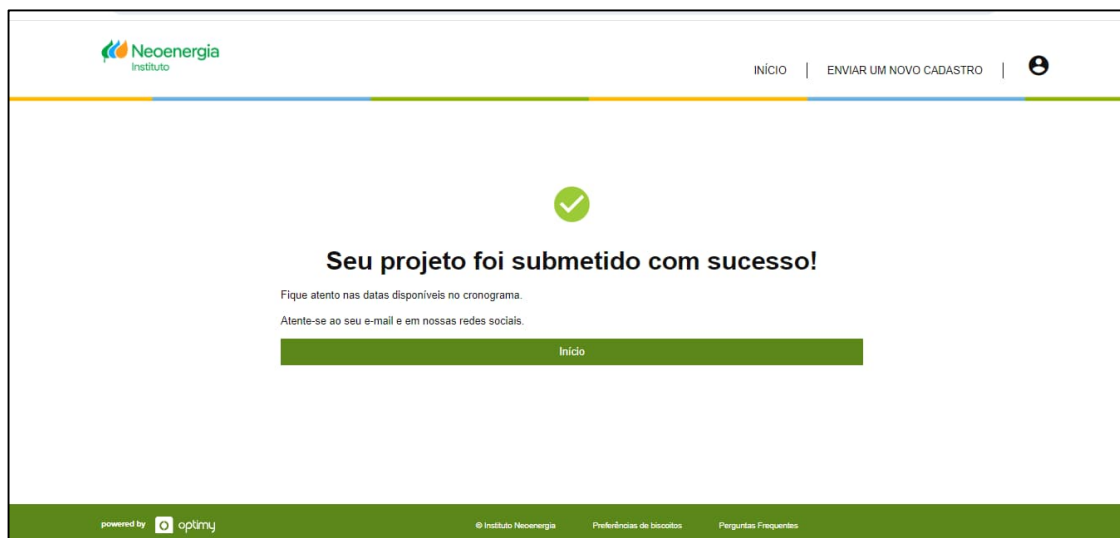 Neoenergia
Instituto
INÍCIO
ENVIAR UM NOVO CADASTRO
Seu projeto foi submetido com sucesso!
Fique atento nas datas disponíveis no cronograma.
Atente-se ao seu e-mail e em nossas redes sociais.
Início
powered by optimy
© Instituto Neoenergia
Preferências de biscoitos
Perguntas Frequentes